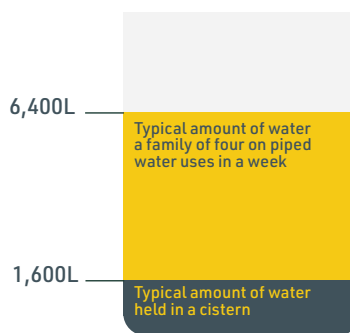 6,400L
Typical amount of water
a family of four on piped
water uses in a week
1,600L
Typical amount of water
held in a cistern